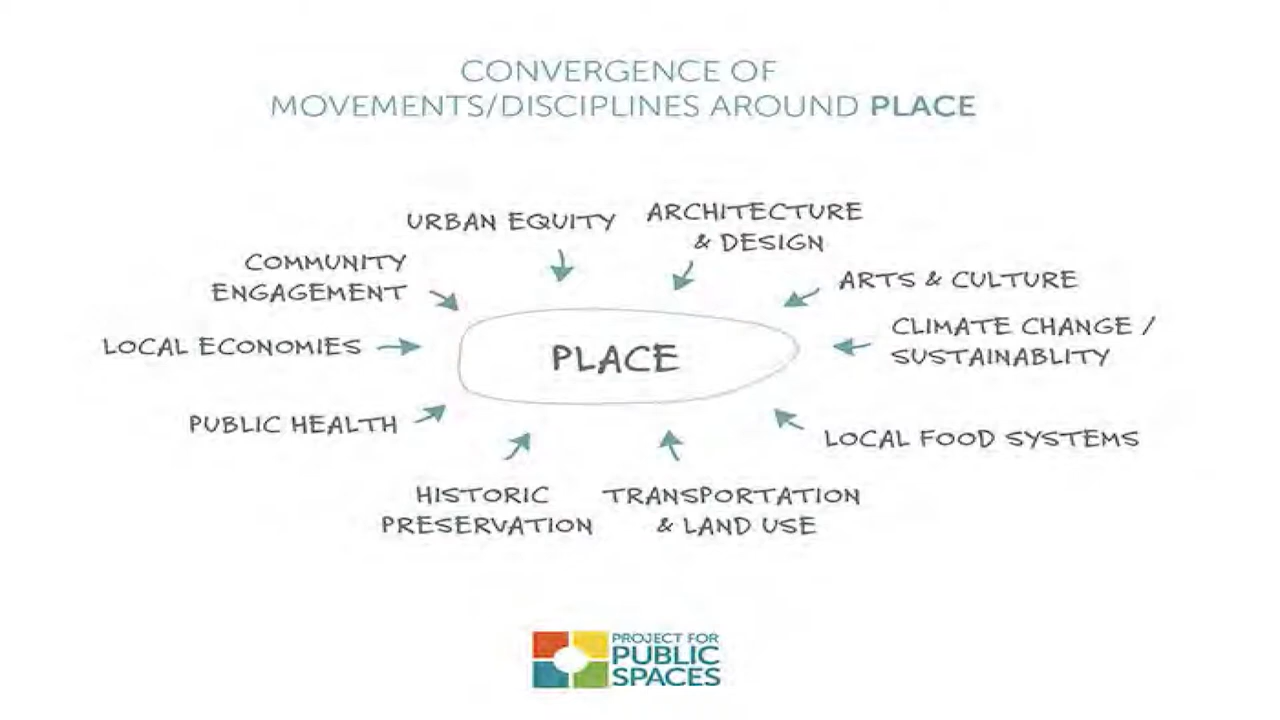 CONVERGENCE OF
MOVEMENTS/DISCIPLINES AROUND PLACE
URBAN EQUITY
ARCHITECTURE
& DESIGN
COMMUNITY
ENGAGEMENT
ARTS & CULTURE
LOCAL ECONOMIES
PLACE
CLIMATE CHANGE /
SUSTAINABLITY
PUBLIC HEALTH
LOCAL FOOD SYSTEMS
HISTORIC
PRESERVATION
TRANSPORTATION
& LAND USE
PROJECT FOR
PUBLIC
SPACES